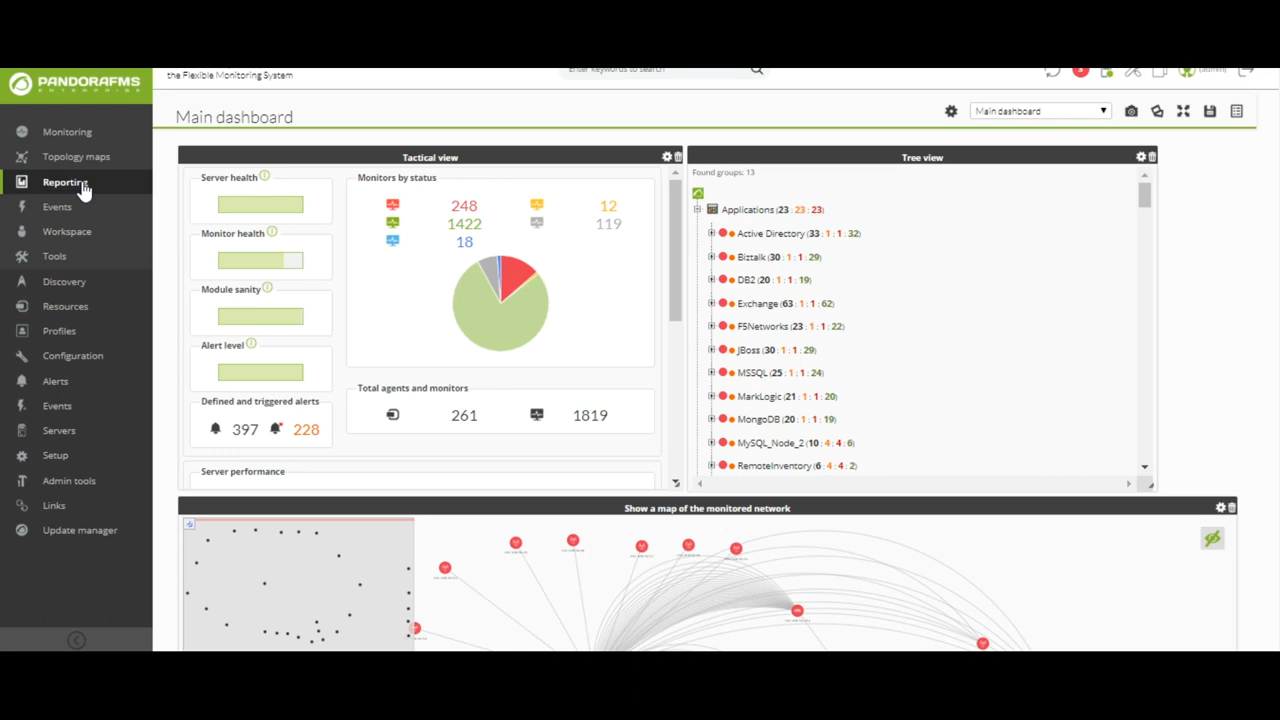 PANDORAFMS
ENTERPRISE
the Flexible Monitoring System
Enter keywords to search
3
(admin)
Main dashboard
Main dashboard
Monitoring
Topology maps
Reporting
Events
Workspace
Tools
Discovery
Resources
Profiles
Configuration
Alerts
Events
Servers
Setup
Admin tools
Links
Update manager
Tactical view
Server health
Monitor health
Module sanity
Alert level
Defined and triggered alerts
397 228
Monitors by status
248 12
1422 119
18
Total agents and monitors
261 1819
Server performance
Tree view
Found groups: 13
Applications (23 : 23 : 23)
Active Directory (33 : 1 : 1 : 32)
Biztalk (30 : 1 : 1 : 29)
DB2 (20 : 1 : 1 : 19)
Exchange (63 : 1 : 1 : 62)
F5Networks (23 : 1 : 1 : 22)
JBoss (30 : 1 : 1 : 29)
MSSQL (25 : 1 : 1 : 24)
MarkLogic (21 : 1 : 1 : 20)
MongoDB (20 : 1 : 1 : 19)
MySQL_Node_2 (10 : 4 : 4 : 6)
RemoteInventory (6 : 4 : 4 : 2)
Show a map of the monitored network